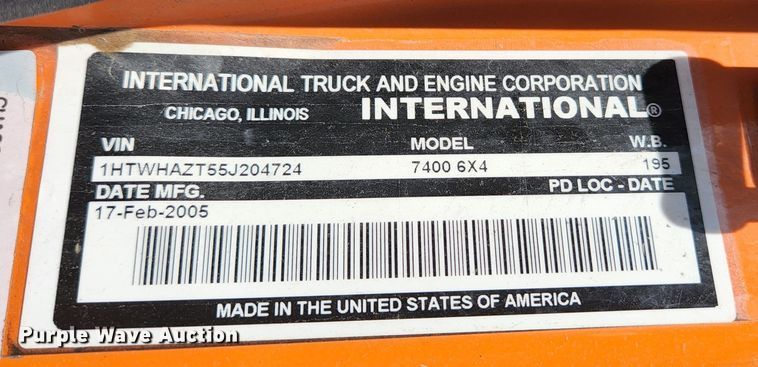 INTERNATIONAL TRUCK AND ENGINE CORPORATION
CHICAGO, ILLINOIS INTERNATIONAL®
VIN MODEL W.B.
1HTWHAZT55J204724 7400 6X4 195
DATE MFG. PD LOC - DATE
17-Feb-2005
MADE IN THE UNITED STATES OF AMERICA
Purple Wave Auction